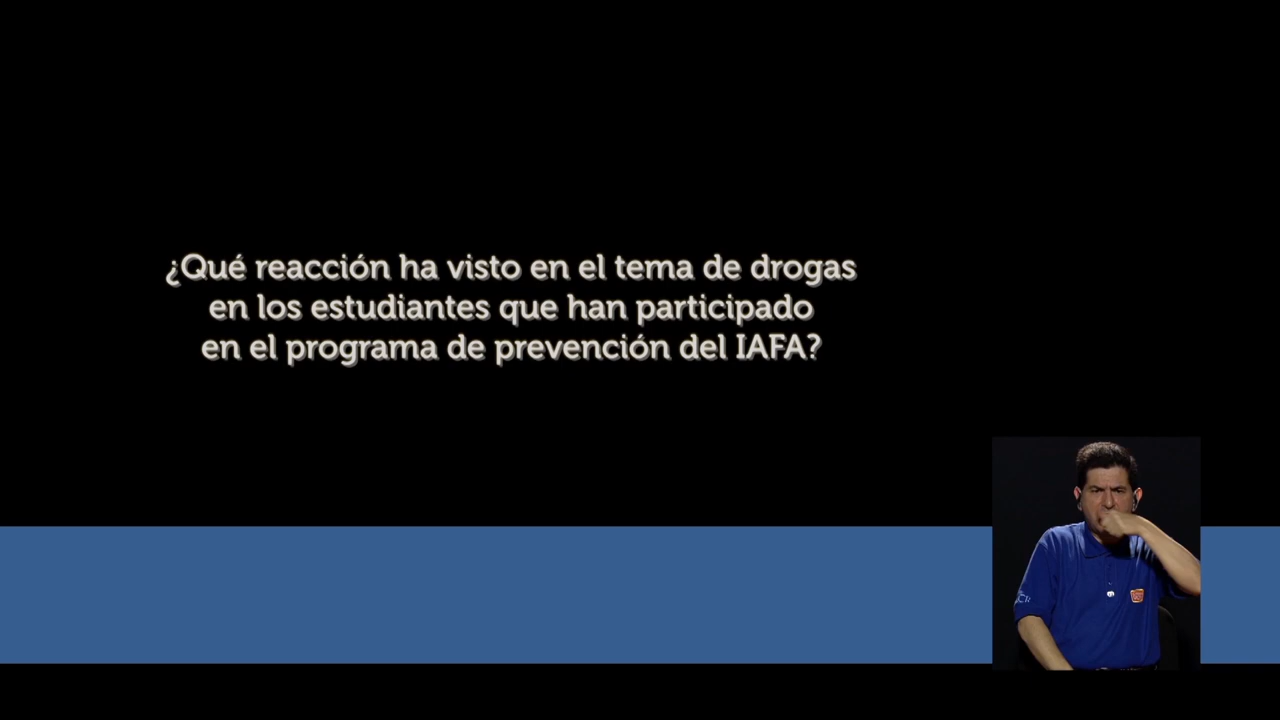 ¿Qué reacción ha visto en el tema de drogas
en los estudiantes que han participado
en el programa de prevención del IAFA?